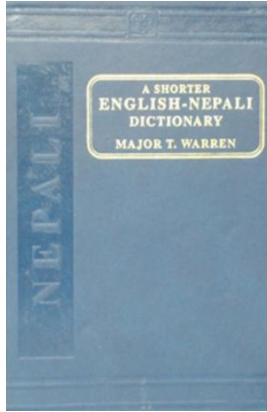 A SHORTER
ENGLISH-NEPALI
DICTIONARY
MAJOR T. WARREN
NEPALI